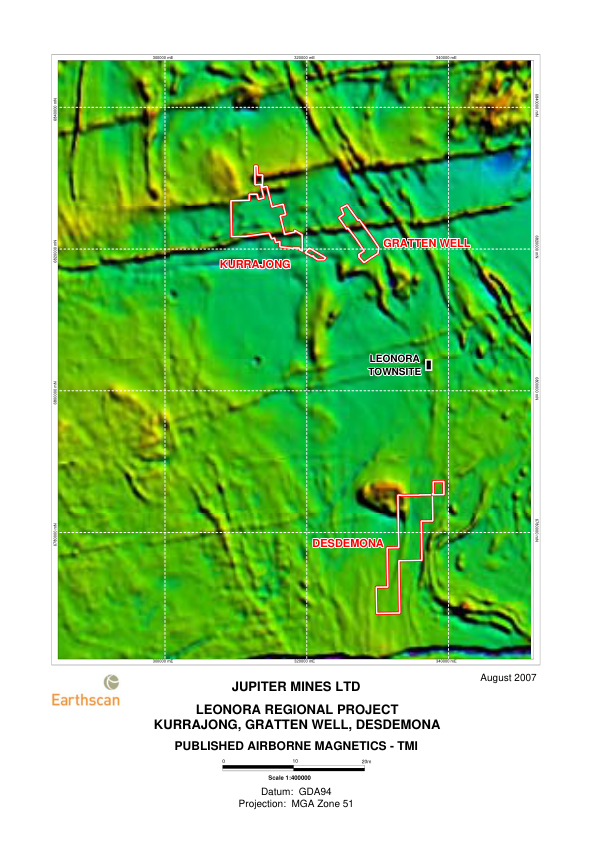 300000 mE
320000 mE
340000 mE
KURRAJONG
GRATTEN WELL
LEONORA
TOWNSITE
DESDEMONA
300000 mE
320000 mE
340000 mE
Earthscan
August 2007
JUPITER MINES LTD
LEONORA REGIONAL PROJECT
KURRAJONG, GRATTEN WELL, DESDEMONA
PUBLISHED AIRBORNE MAGNETICS - TMI
0 10 20m
Scale 1:400000
Datum: GDA94
Projection: MGA Zone 51